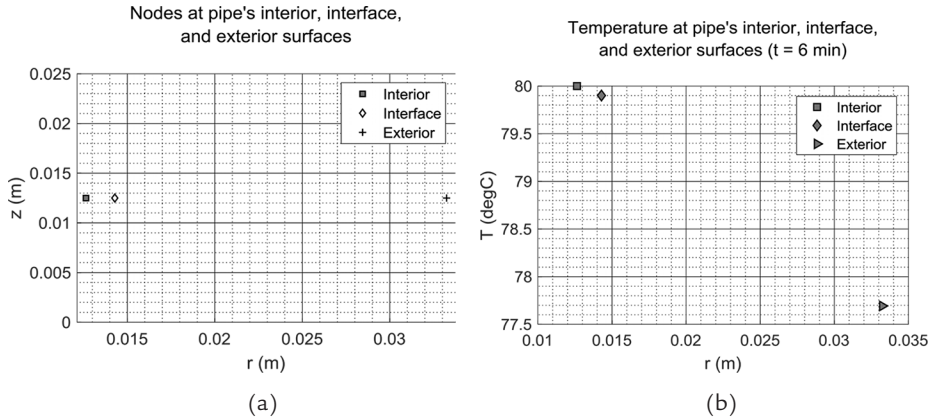 Nodes at pipe's interior, interface,
and exterior surfaces
0.025
0.02
0.015
0.01
0.005
0
z (m)
0.015
0.02
0.025
0.03
r (m)
Interior
Interface
Exterior
(a)
Temperature at pipe's interior, interface,
and exterior surfaces (t = 6 min)
80
79.5
79
78.5
78
77.5
T (degC)
0.01
0.015
0.02
0.025
0.03
0.035
r (m)
Interior
Interface
Exterior
(b)